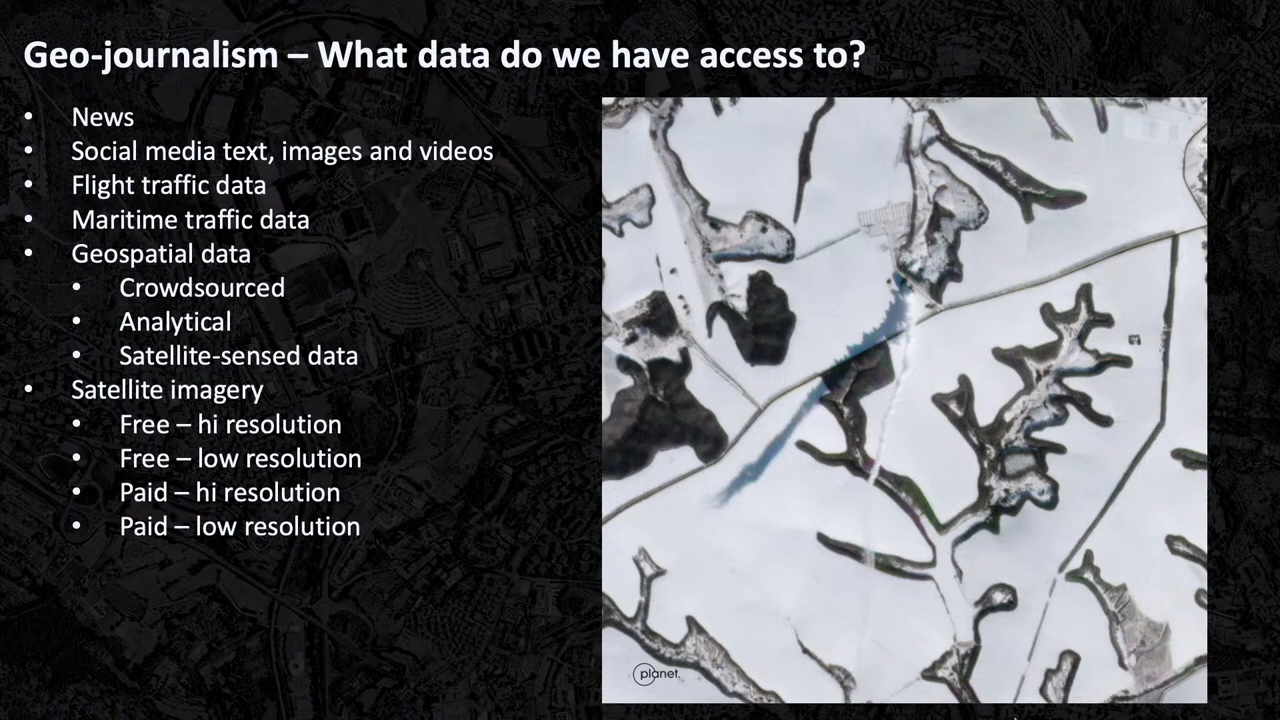 Geo-journalism – What data do we have access to?
• News
• Social media text, images and videos
• Flight traffic data
• Maritime traffic data
• Geospatial data
• Crowdsourced
• Analytical
• Satellite-sensed data
• Satellite imagery
• Free – hi resolution
• Free – low resolution
• Paid – hi resolution
• Paid – low resolution
planet.